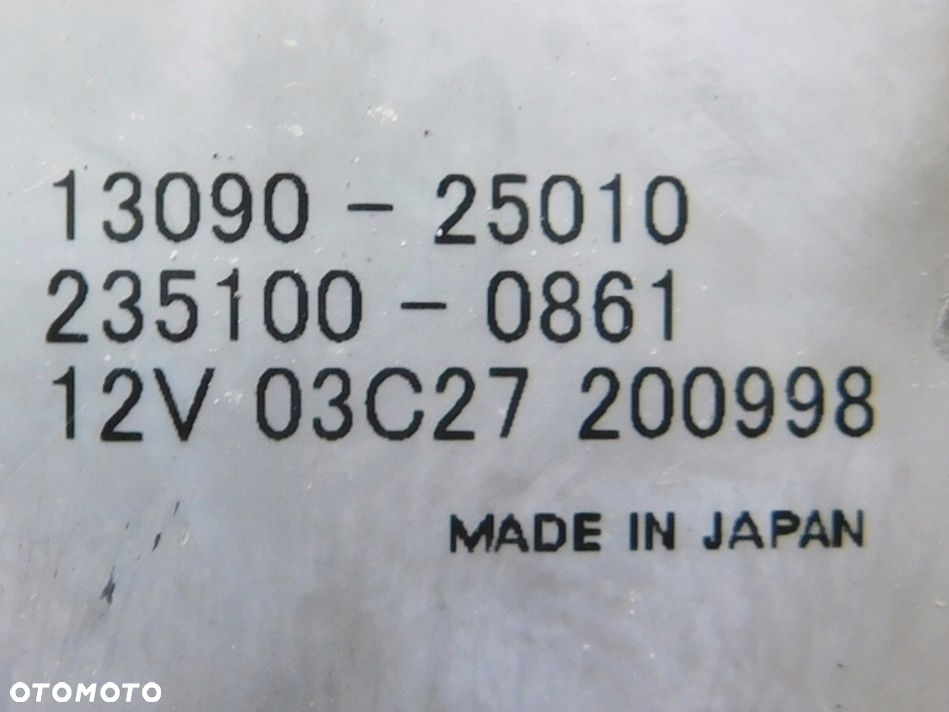 13090 - 25010
235100 - 0861
12V 03C27 200998
MADE IN JAPAN
OTOMOTO